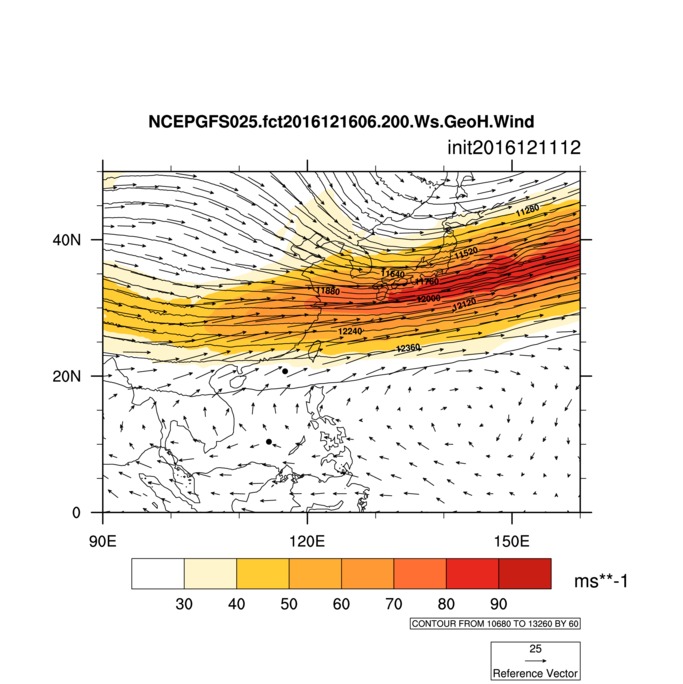 NCEPGFS025.fct2016121606.200.Ws.GeoH.Wind
init2016121112
11280
40N
11520
11640
11760
11880
12000
12120
12240
12360
20N
0
90E 120E 150E
ms**-1
30 40 50 60 70 80 90
CONTOUR FROM 10680 TO 13260 BY 60
25
Reference Vector